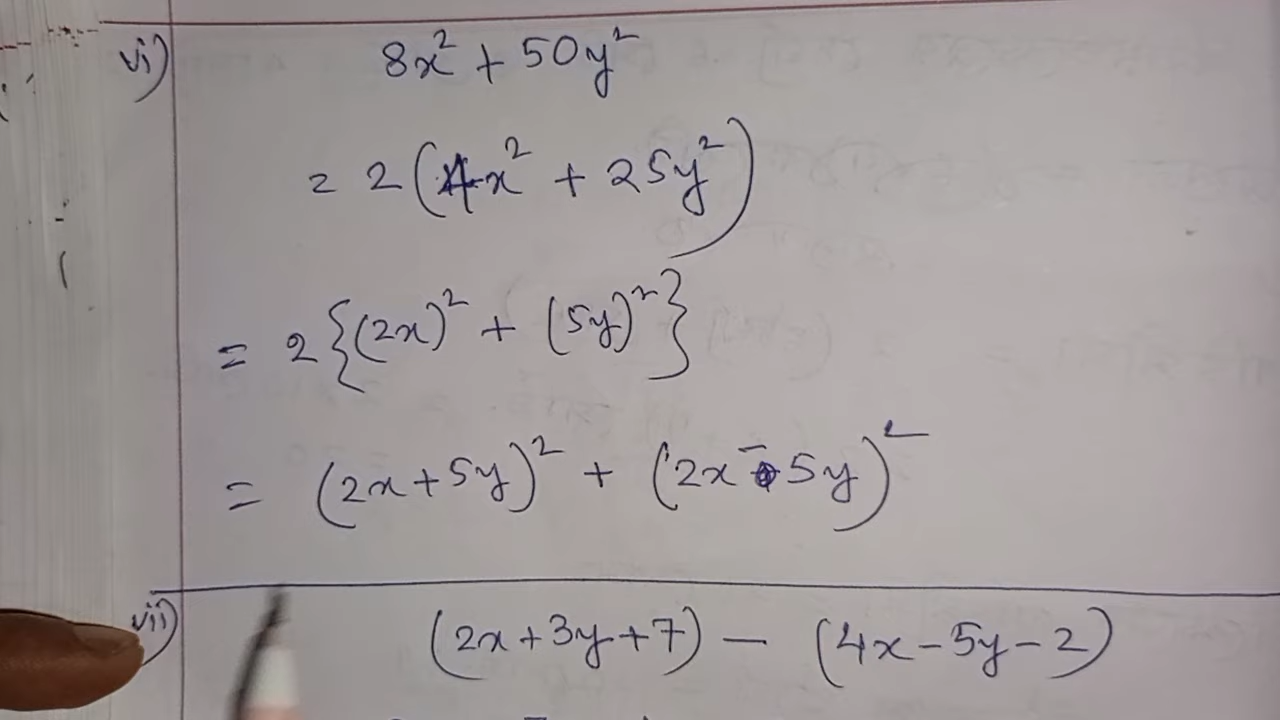 vi) 8x² + 50y²
= 2(4x² + 25y²)
= 2{(2x)² + (5y)²}
= (2x+5y)² + (2x-5y)²
vii) (2x+3y+7) - (4x-5y-2)